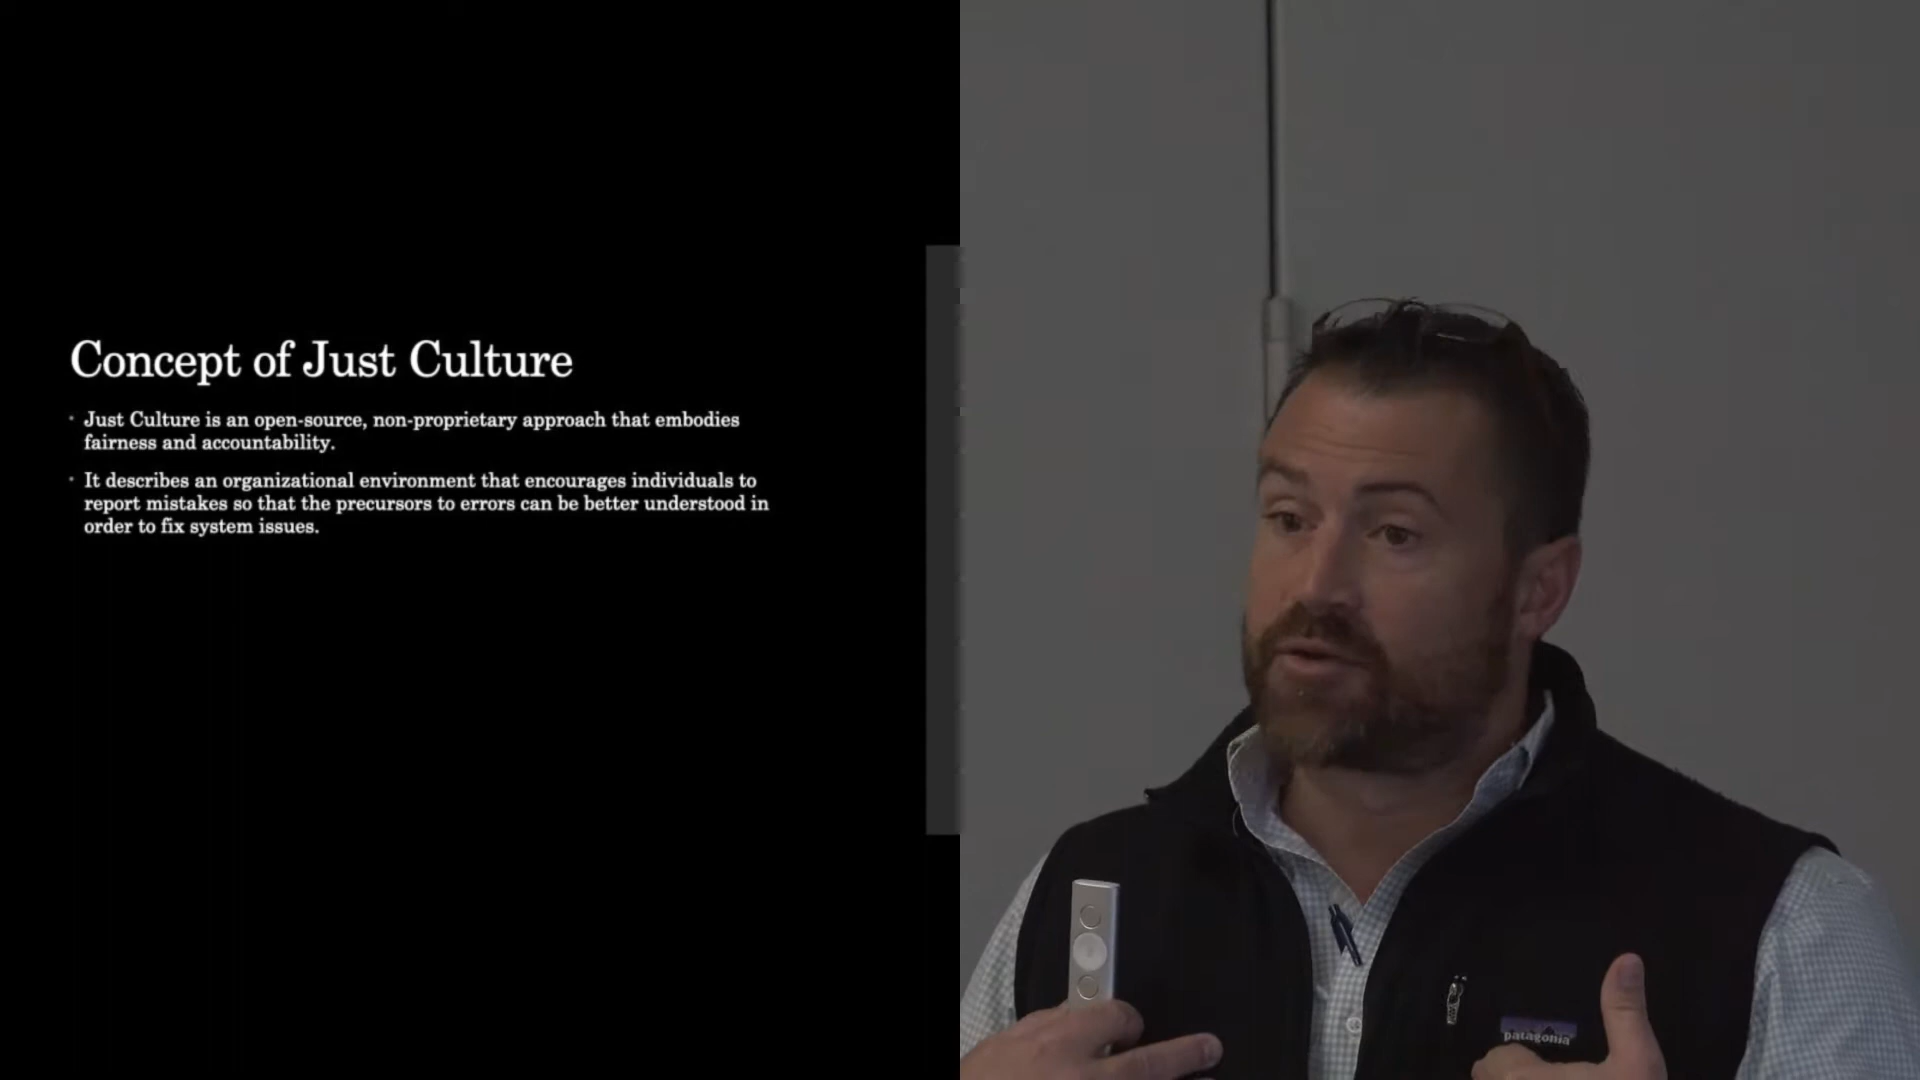 Concept of Just Culture
• Just Culture is an open-source, non-proprietary approach that embodies
fairness and accountability.
• It describes an organizational environment that encourages individuals to
report mistakes so that the precursors to errors can be better understood in
order to fix system issues.
patagonia